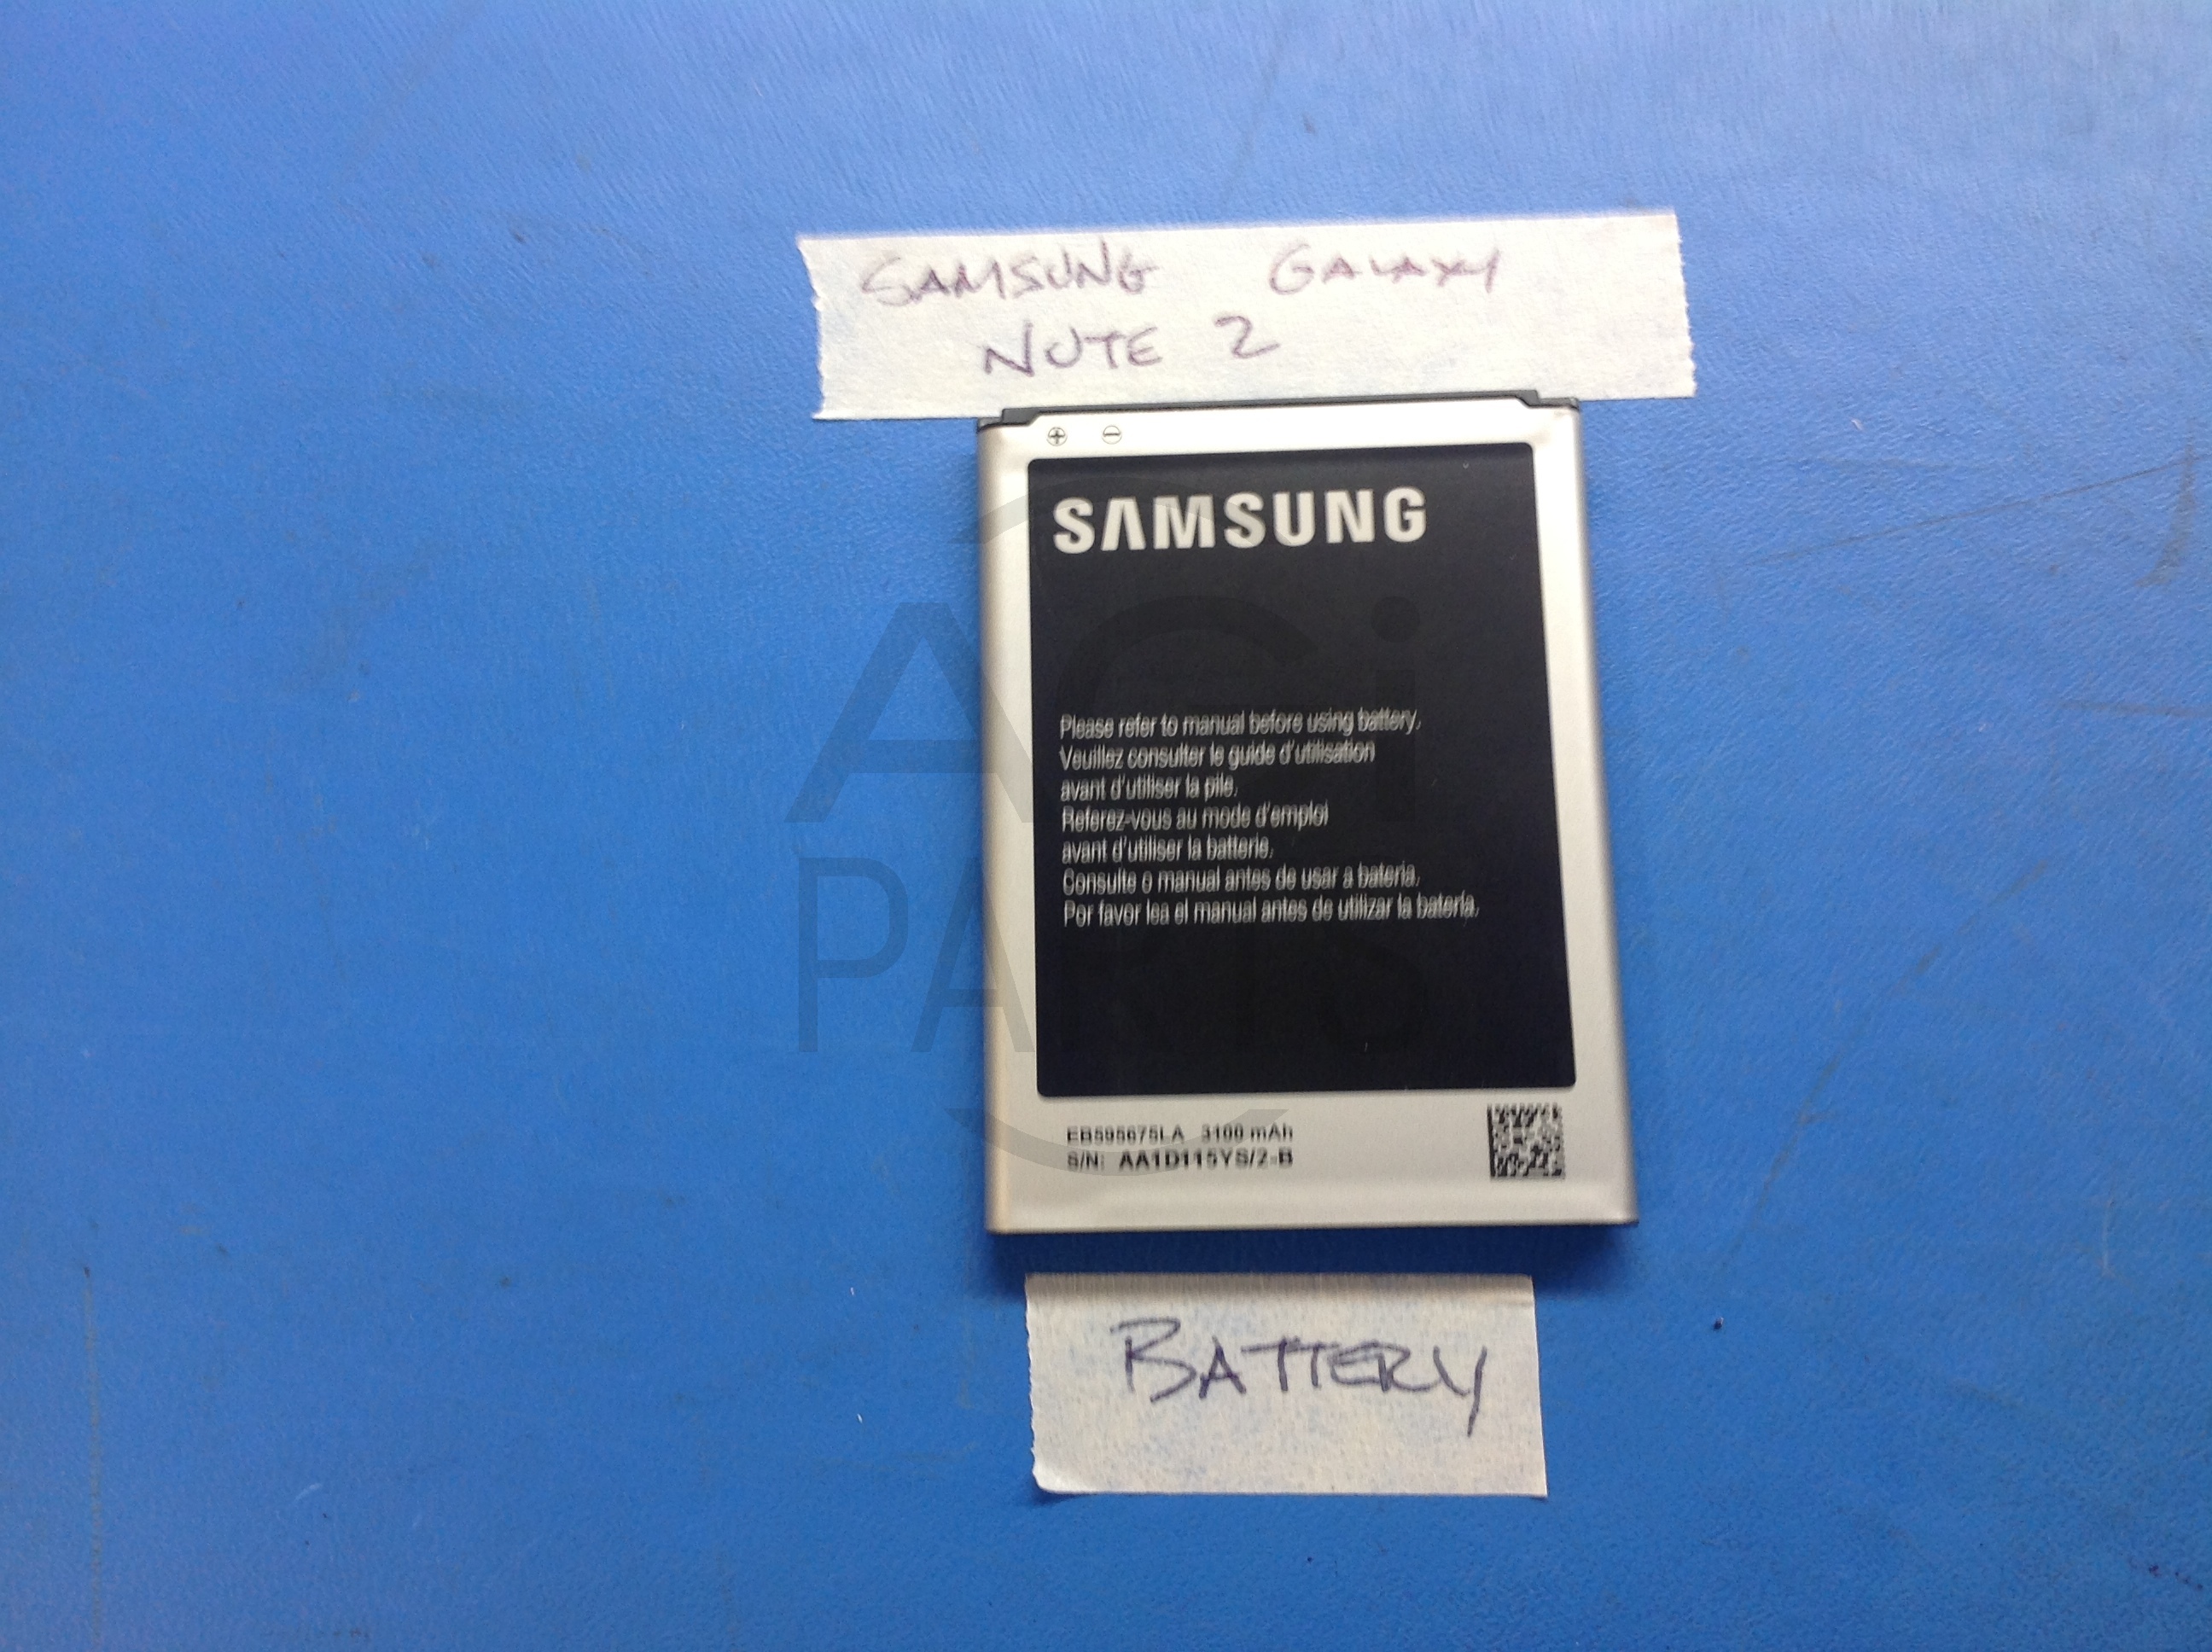 SAMSUNG GALAXY
NOTE 2
SAMSUNG
Please refer to manual before using battery.
Veuillez consulter le guide d'utilisation
avant d'utiliser la pile.
Referez-vous au mode d'emploi
avant d'utiliser la batterie.
Consulte o manual antes de usar a bateria.
Por favor lea el manual antes de utilizar la batería.
EB595675LA 3100 mAh
S/N: AA1D115YS/2-B
BATTERY
AGi
PARTS